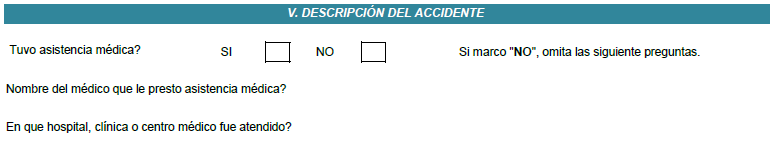 V. DESCRIPCIÓN DEL ACCIDENTE
Tuvo asistencia médica? SI NO Si marco "NO", omita las siguiente preguntas.
Nombre del médico que le presto asistencia médica?
En que hospital, clínica o centro médico fue atendido?